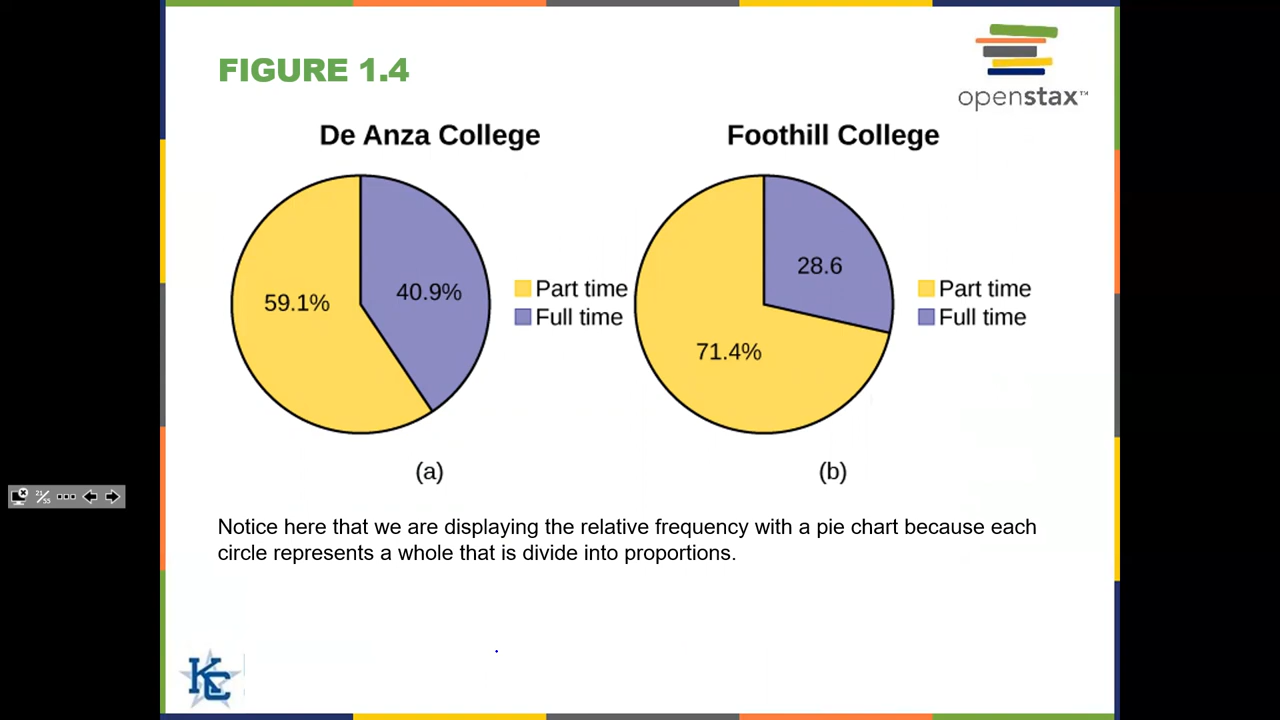 FIGURE 1.4
openstax™
De Anza College
Foothill College
59.1%
40.9%
Part time
Full time
28.6
71.4%
Part time
Full time
(a)
(b)
21/55
Notice here that we are displaying the relative frequency with a pie chart because each
circle represents a whole that is divide into proportions.
KC